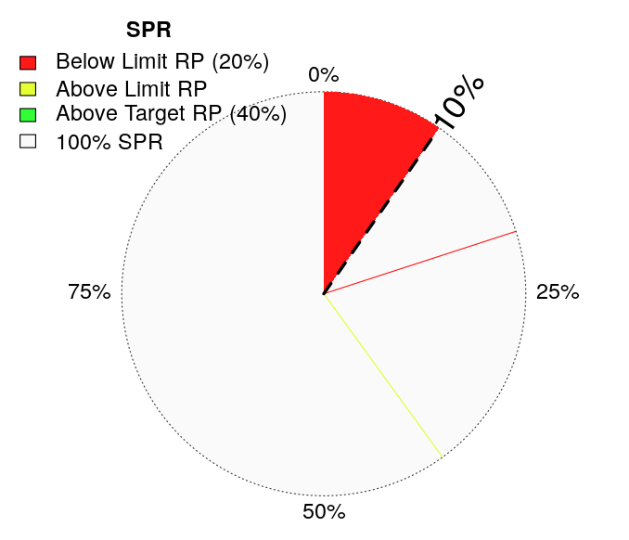 SPR
Below Limit RP (20%)
Above Limit RP
Above Target RP (40%)
100% SPR
0%
10%
25%
75%
50%